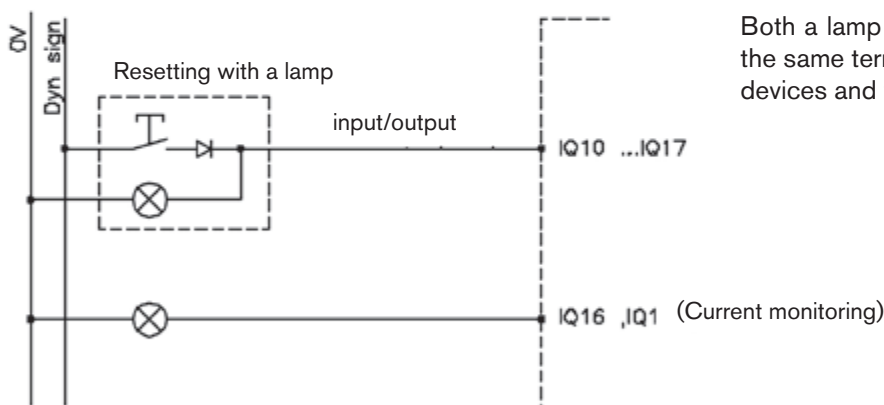 0V
Dyn sign
Both a lamp
the same
devices and
Resetting with a lamp
input/output
IQ10 ...IQ17
IQ16 ,IQ1 (Current monitoring)